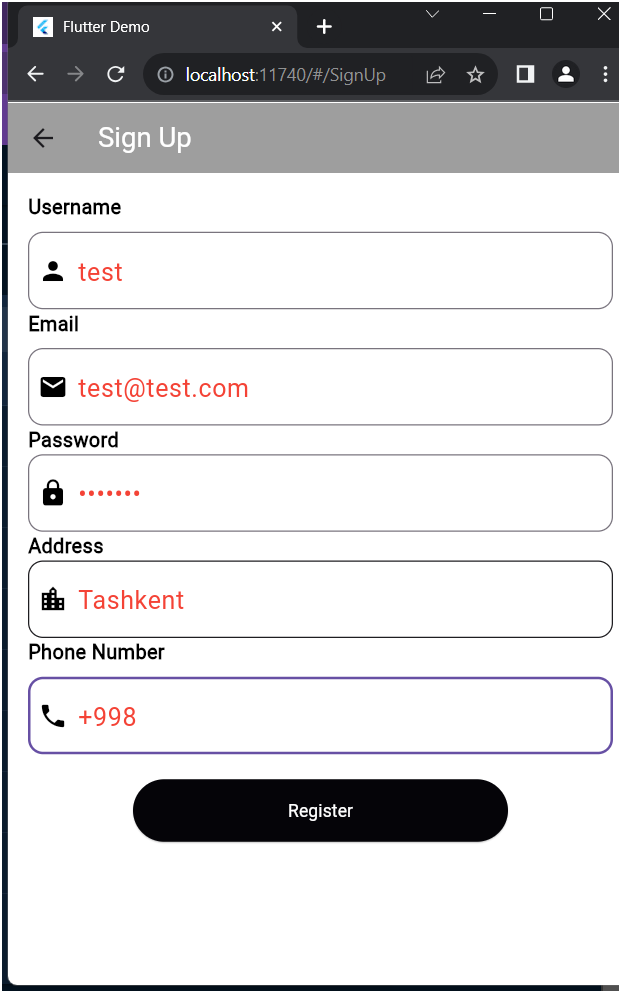 Flutter Demo
localhost:11740/#/SignUp
Sign Up
Username
test
Email
test@test.com
Password
•••••••
Address
Tashkent
Phone Number
+998
Register